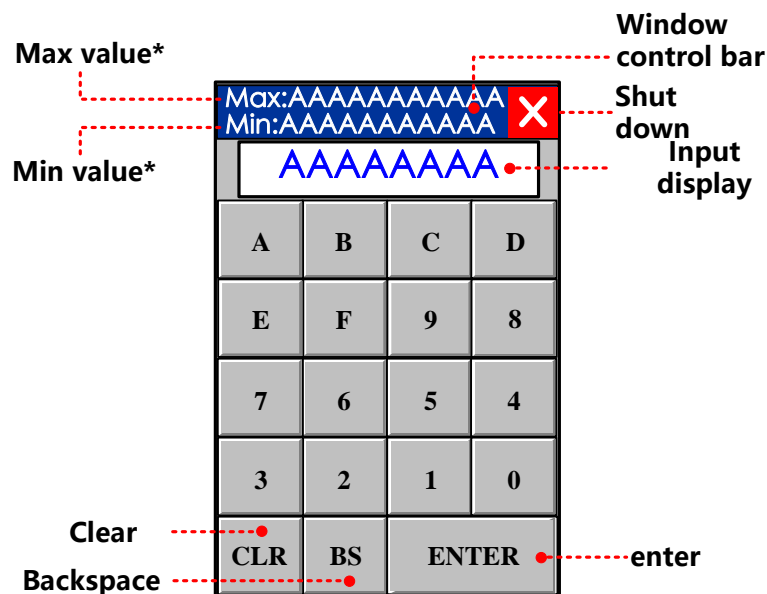 Window
control bar
Max value*
Max:AAAAAAAAAAA
Min:AAAAAAAAAAA
X
Shut
down
Min value*
AAAAAAAA
Input
display
A B C D
E F 9 8
7 6 5 4
3 2 1 0
Clear
CLR BS ENTER
enter
Backspace